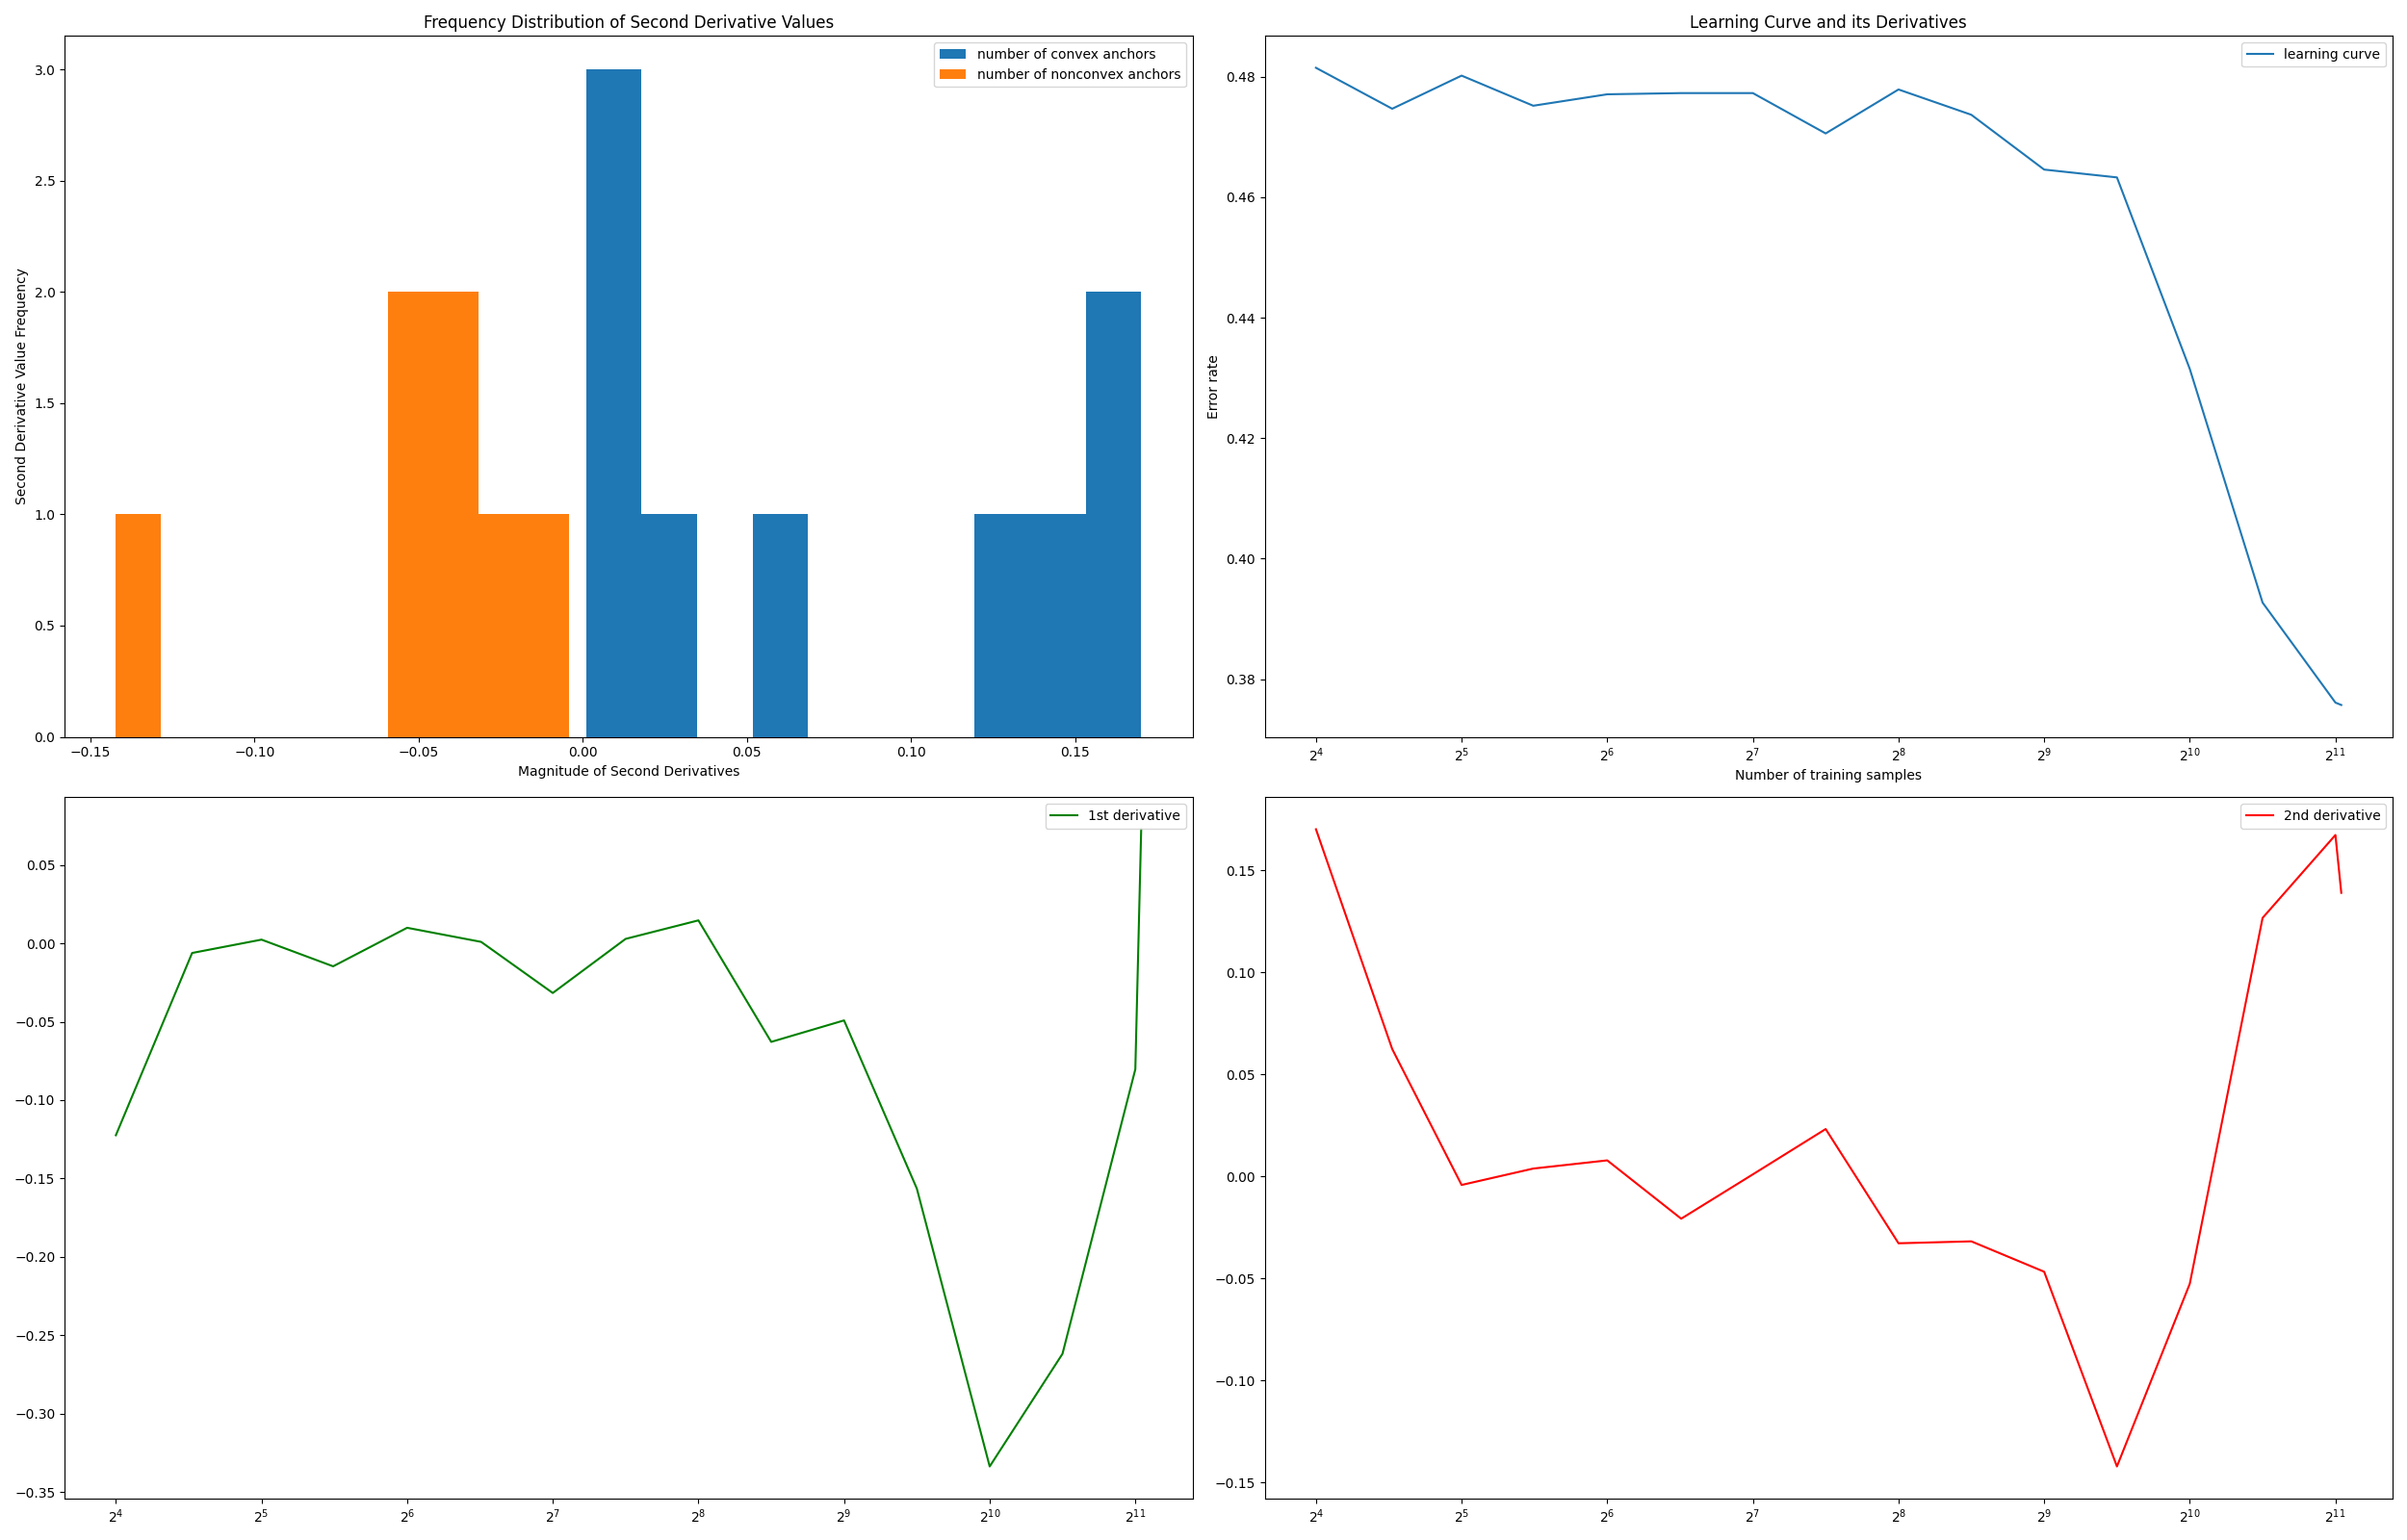 Frequency Distribution of Second Derivative Values
number of convex anchors
number of nonconvex anchors
Second Derivative Value Frequency
3.0
2.5
2.0
1.5
1.0
0.5
0.0
−0.15 −0.10 −0.05 0.00 0.05 0.10 0.15
Magnitude of Second Derivatives
Learning Curve and its Derivatives
learning curve
Error rate
0.48
0.46
0.44
0.42
0.40
0.38
2⁴ 2⁵ 2⁶ 2⁷ 2⁸ 2⁹ 2¹⁰ 2¹¹
Number of training samples
1st derivative
0.05
0.00
−0.05
−0.10
−0.15
−0.20
−0.25
−0.30
−0.35
2⁴ 2⁵ 2⁶ 2⁷ 2⁸ 2⁹ 2¹⁰ 2¹¹
2nd derivative
0.15
0.10
0.05
0.00
−0.05
−0.10
−0.15
2⁴ 2⁵ 2⁶ 2⁷ 2⁸ 2⁹ 2¹⁰ 2¹¹